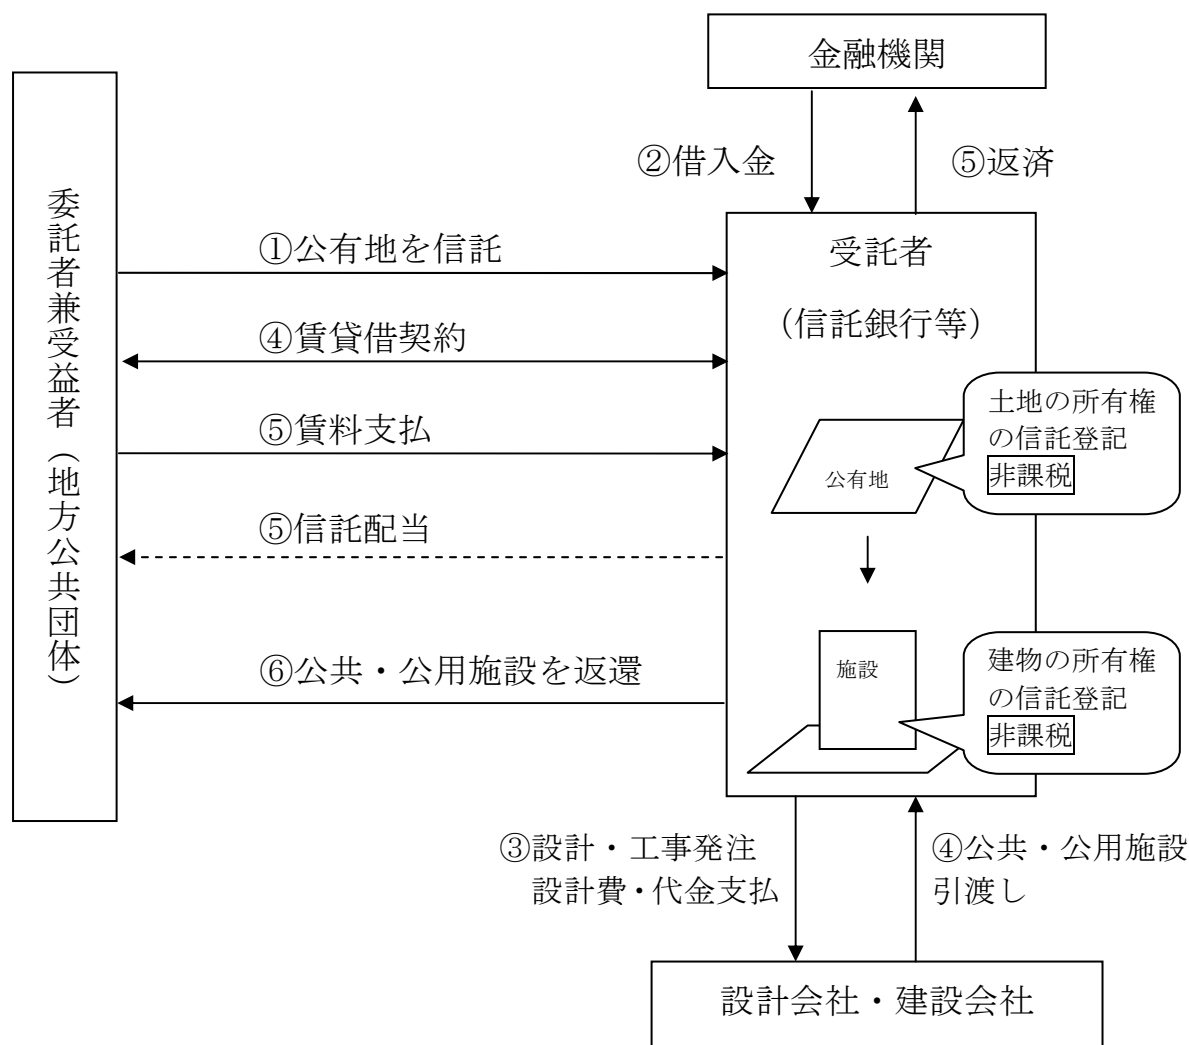 金融機関
②借入金
⑤返済
委託者兼受益者（地方公共団体）
①公有地を信託
④賃貸借契約
⑤賃料支払
⑤信託配当
⑥公共・公用施設を返還
受託者
（信託銀行等）
土地の所有権
の信託登記
非課税
公有地
施設
建物の所有権
の信託登記
非課税
③設計・工事発注
設計費・代金支払
④公共・公用施設
引渡し
設計会社・建設会社